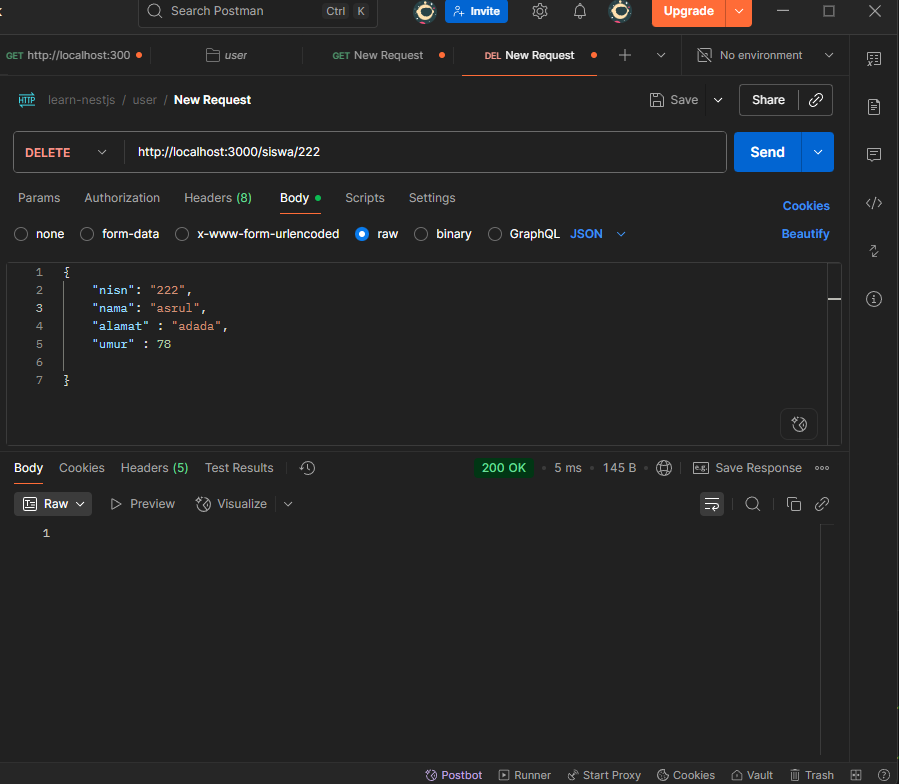 Search Postman Ctrl K Invite Upgrade
GET http://localhost:300 user GET New Request DEL New Request No environment
HTTP learn-nestjs / user / New Request Save Share
DELETE http://localhost:3000/siswa/222 Send
Params Authorization Headers (8) Body Scripts Settings Cookies
none form-data x-www-form-urlencoded raw binary GraphQL JSON Beautify
1 {
2 "nisn": "222",
3 "nama": "asrul",
4 "alamat" : "adada",
5 "umur" : 78
6
7 }
Body Cookies Headers (5) Test Results 200 OK • 5 ms • 145 B • e.g. Save Response
Raw Preview Visualize
1
Postbot Runner Start Proxy Cookies Vault Trash